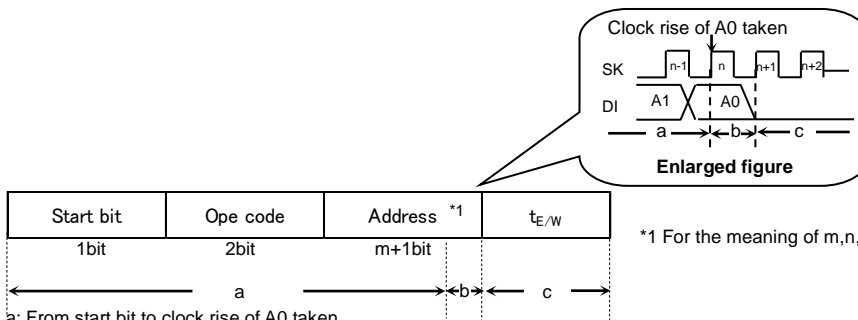 Clock rise of A0 taken
SK n-1 n n+1 n+2
DI A1 A0
a b c
Enlarged figure
Start bit Ope code Address *1 tE/W
1bit 2bit m+1bit
*1 For the meaning of m,n,
a b c
a: From start bit to clock rise of A0 taken